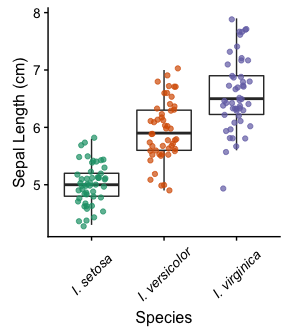 8
7
6
5
Sepal Length (cm)
I. setosa
I. versicolor
I. virginica
Species